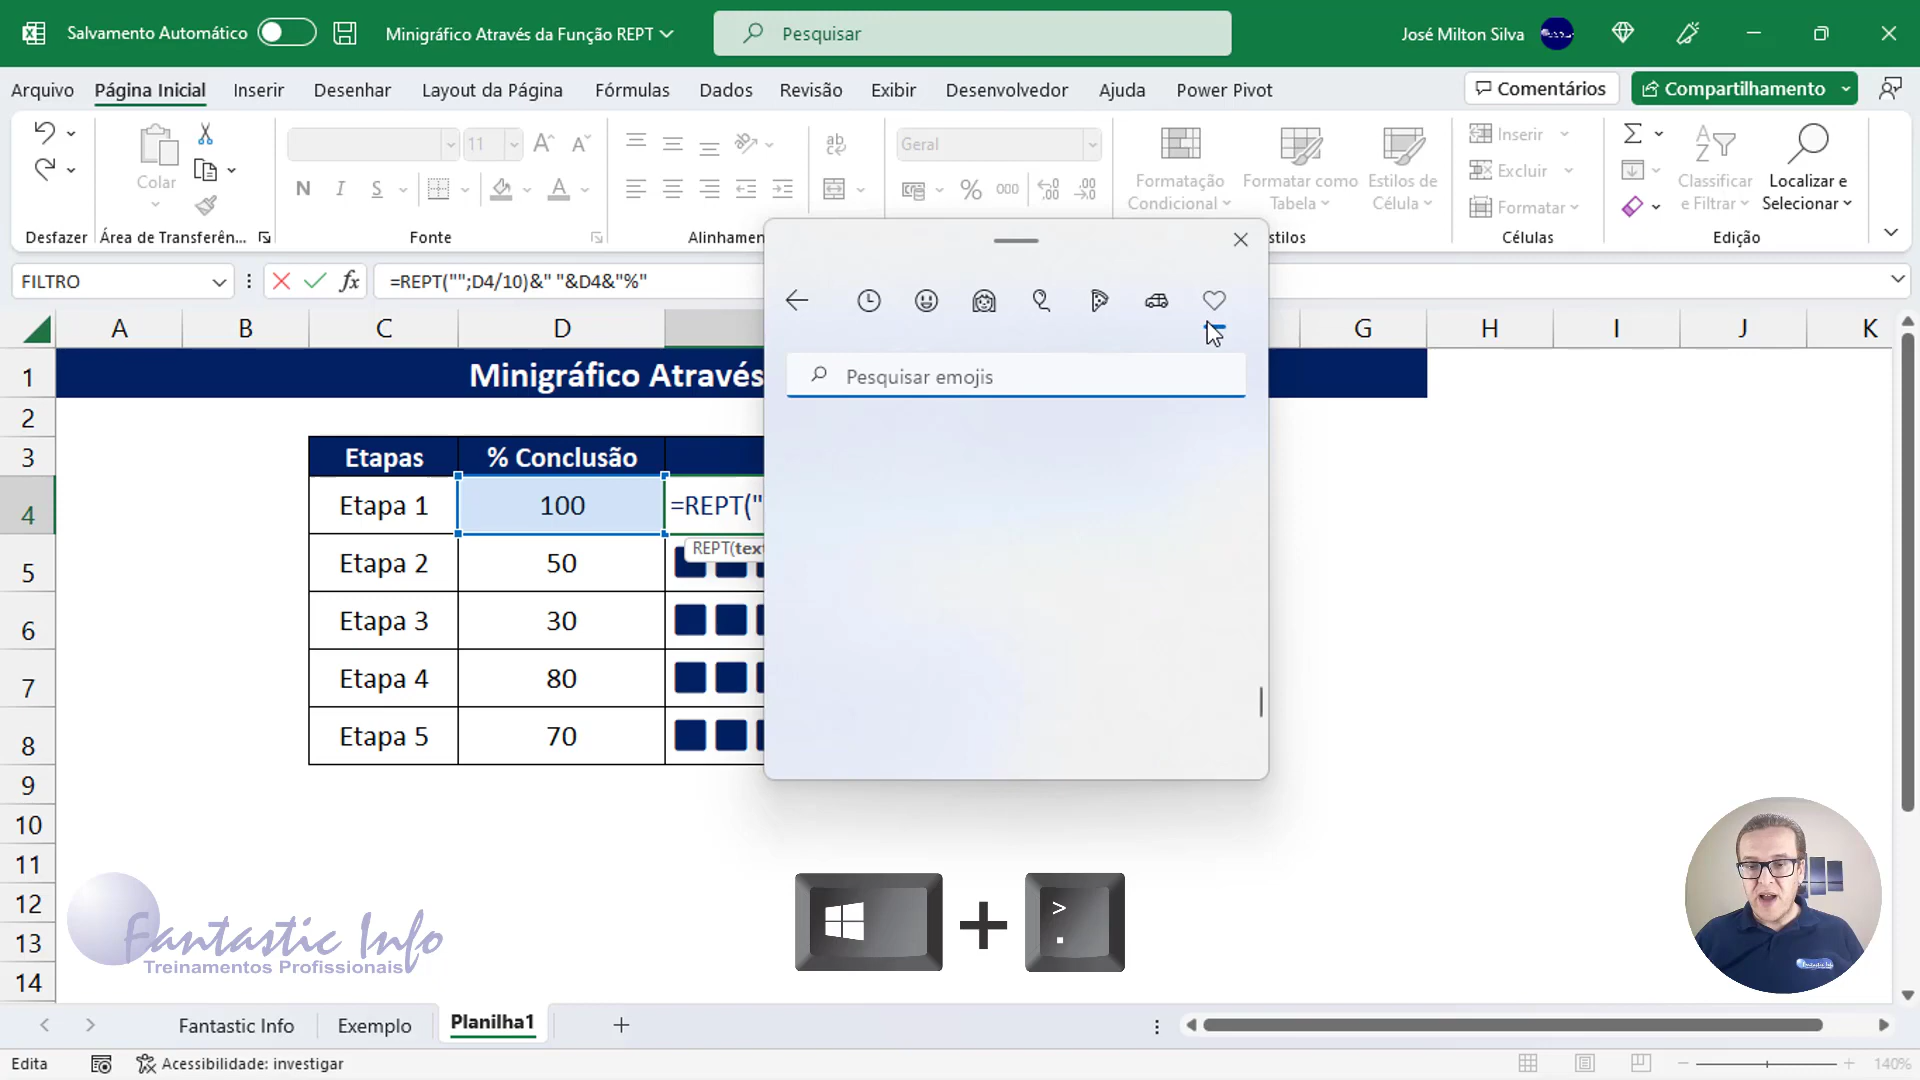 Salvamento Automático
Minigráfico Através da Função REPT
Pesquisar
José Milton Silva
Arquivo
Página Inicial
Inserir
Desenhar
Layout da Página
Fórmulas
Dados
Revisão
Exibir
Desenvolvedor
Ajuda
Power Pivot
Comentários
Compartilhamento
Colar
11
N I S
Geral
% 000
Formatação Condicional
Formatar como Tabela
Estilos de Célula
Inserir
Excluir
Formatar
Classificar e Filtrar
Localizar e Selecionar
Desfazer
Área de Transferên...
Fonte
Alinhamen
stilos
Células
Edição
FILTRO
fx
=REPT("";D4/10)&" "&D4&"%"
A B C D G H I J K
1 Minigráfico Através
2
3 Etapas % Conclusão
4 Etapa 1 100 =REPT("
REPT(text
5 Etapa 2 50
6 Etapa 3 30
7 Etapa 4 80
8 Etapa 5 70
9
10
11
12
13
14
Pesquisar emojis
+
>
.
Fantastic Info
Treinamentos Profissionais
Fantastic Info
Exemplo
Planilha1
Edita
Acessibilidade: investigar
140%